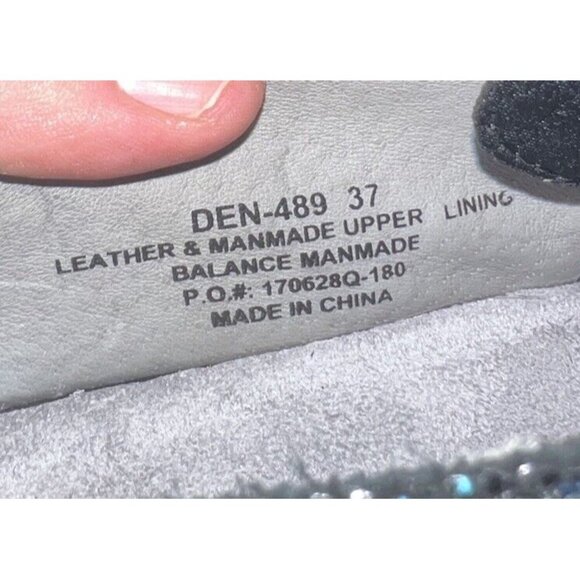 DEN-489 37
LEATHER & MANMADE UPPER LINING
BALANCE MANMADE
P.O.#: 170628Q-180
MADE IN CHINA